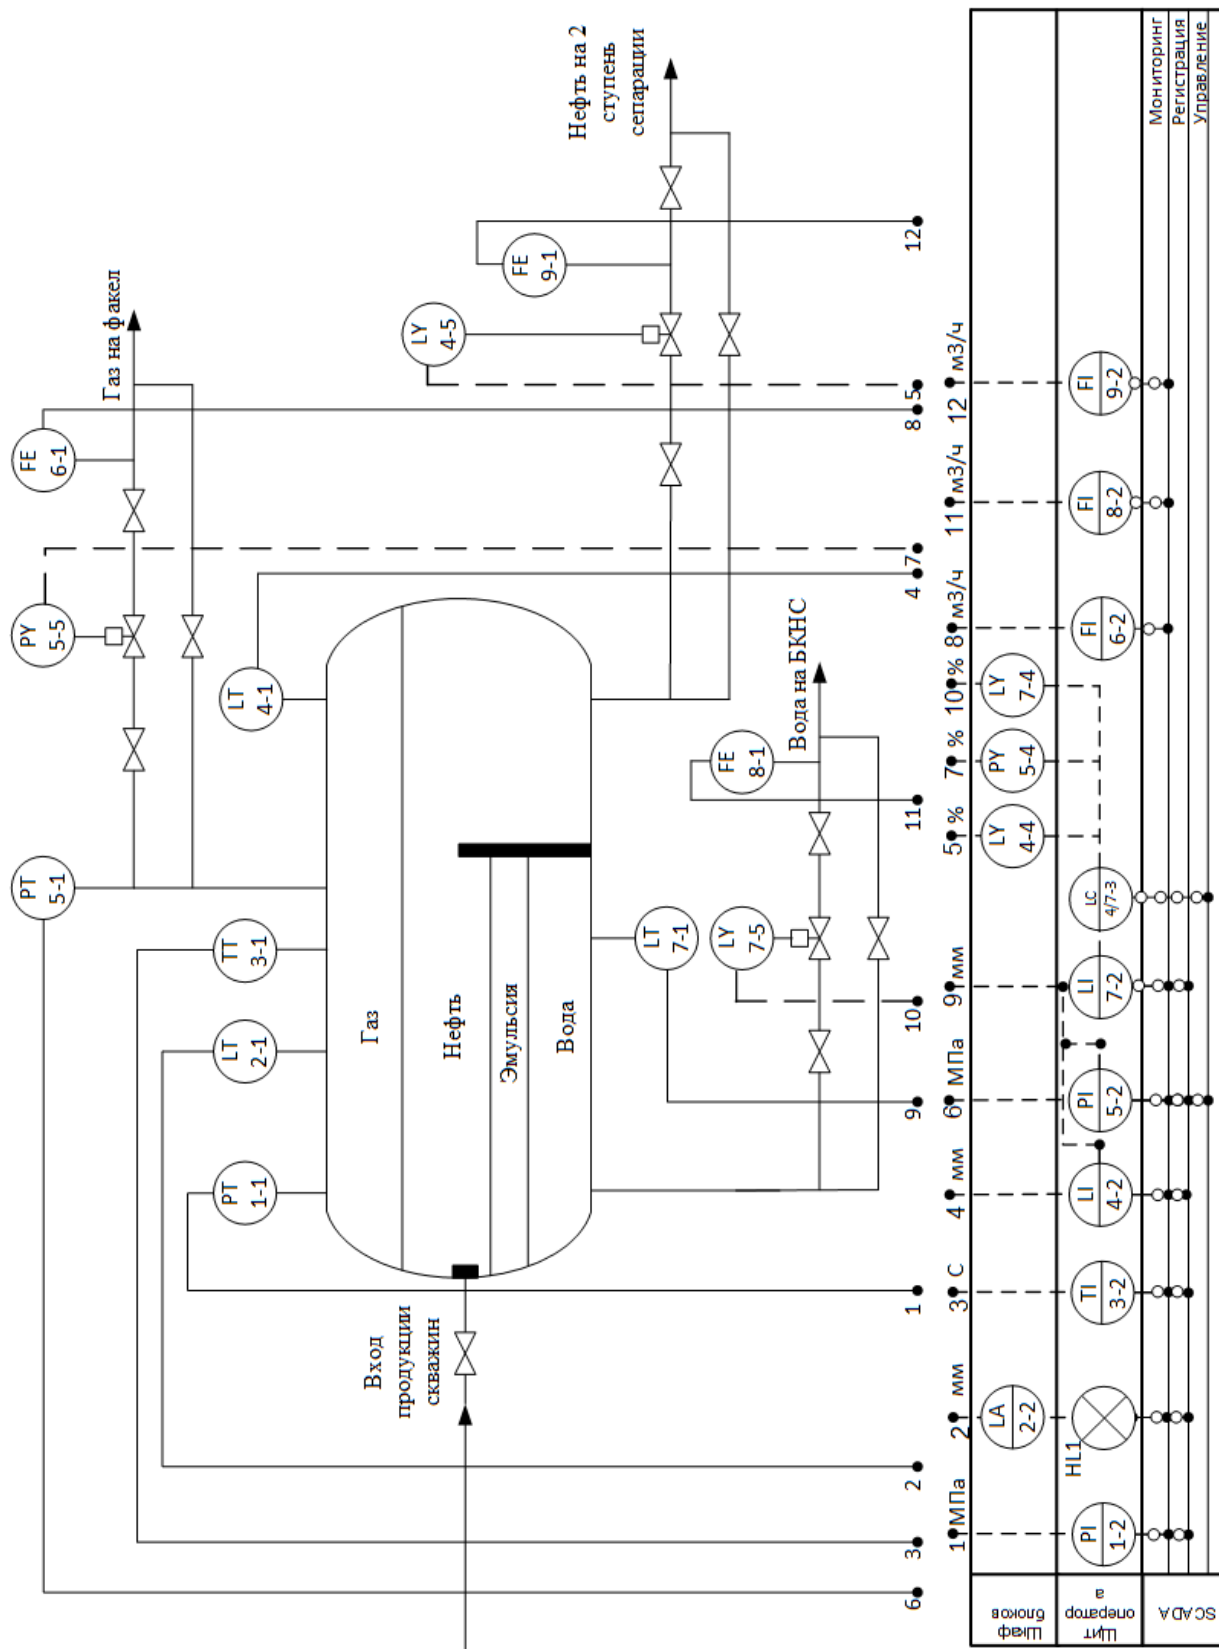 Газ на факел
Нефть на 2
ступень
сепарации
Вода на БКНС
Вход
продукции
скважин
Газ
Нефть
Эмульсия
Вода
PT
5-1
TT
3-1
LT
2-1
PT
1-1
LT
4-1
PY
5-5
FE
6-1
LY
4-5
FE
9-1
LT
7-1
LY
7-5
FE
8-1
6
3
2
1
9
10
11
4
7
8
5
12
1 МПа
2 мм
3 С
4 мм
6 МПа
9 мм
5 %
7 %
10 %
8 м3/ч
11 м3/ч
12 м3/ч
Шкаф
блоков
LA
2-2
LY
4-4
PY
5-4
LY
7-4
Щит
оператор
а
PI
1-2
HL1
TI
3-2
LI
4-2
PI
5-2
LI
7-2
LC
4/7-3
FI
6-2
FI
8-2
FI
9-2
SCADA
Мониторинг
Регистрация
Управление